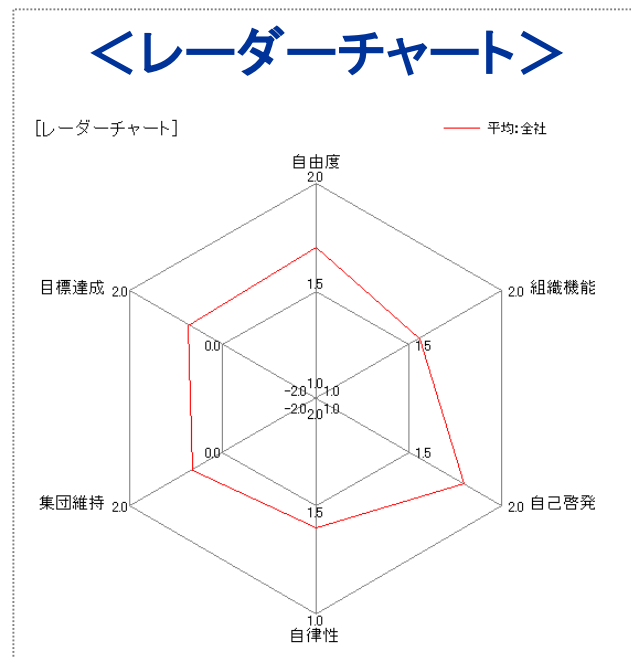 ＜レーダーチャート＞
[レーダーチャート]
平均:全社
自由度
2.0
目標達成 2.0
2.0 組織機能
1.5
0.0
1.5
1.0
-2.0 1.0
-2.0 1.0
2.0
0.0
1.5
集団維持 2.0
1.5
2.0 自己啓発
1.0
自律性